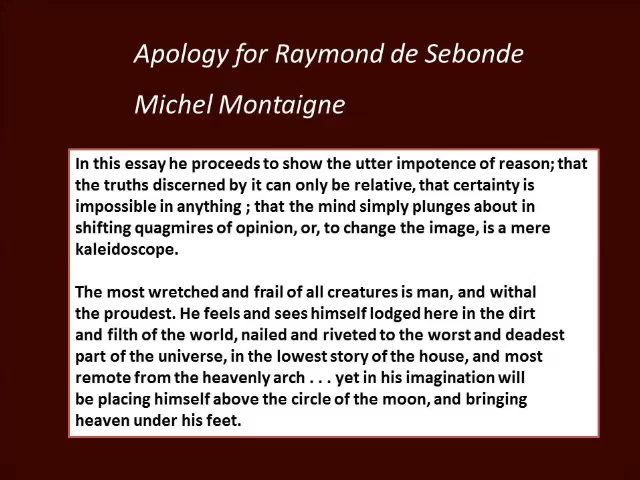 Apology for Raymond de Sebonde
Michel Montaigne
In this essay he proceeds to show the utter impotence of reason; that
the truths discerned by it can only be relative, that certainty is
impossible in anything ; that the mind simply plunges about in
shifting quagmires of opinion, or, to change the image, is a mere
kaleidoscope.
The most wretched and frail of all creatures is man, and withal
the proudest. He feels and sees himself lodged here in the dirt
and filth of the world, nailed and riveted to the worst and deadest
part of the universe, in the lowest story of the house, and most
remote from the heavenly arch . . . yet in his imagination will
be placing himself above the circle of the moon, and bringing
heaven under his feet.